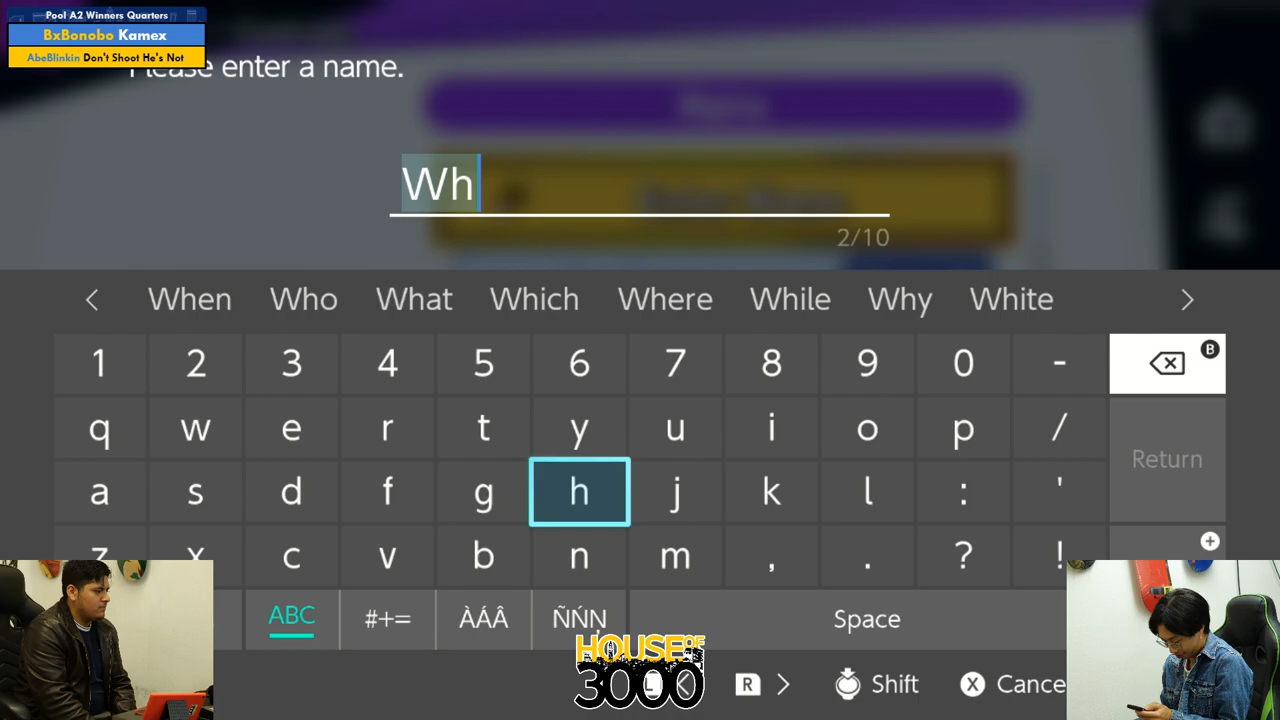 Pool A2 Winners Quarters
BxBonobo Kamex
AbeBlinkin Don't Shoot He's Not
Please enter a name.
Wh
2/10
When Who What Which Where While Why White
1 2 3 4 5 6 7 8 9 0 -
B
q w e r t y u i o p /
Return
a s d f g h j k l : '
z x c v b n m , . ? !
ABC #+= ÀÁÂ ÑŃṆ Space
HOUSE OF
3000
L R Shift X Cance